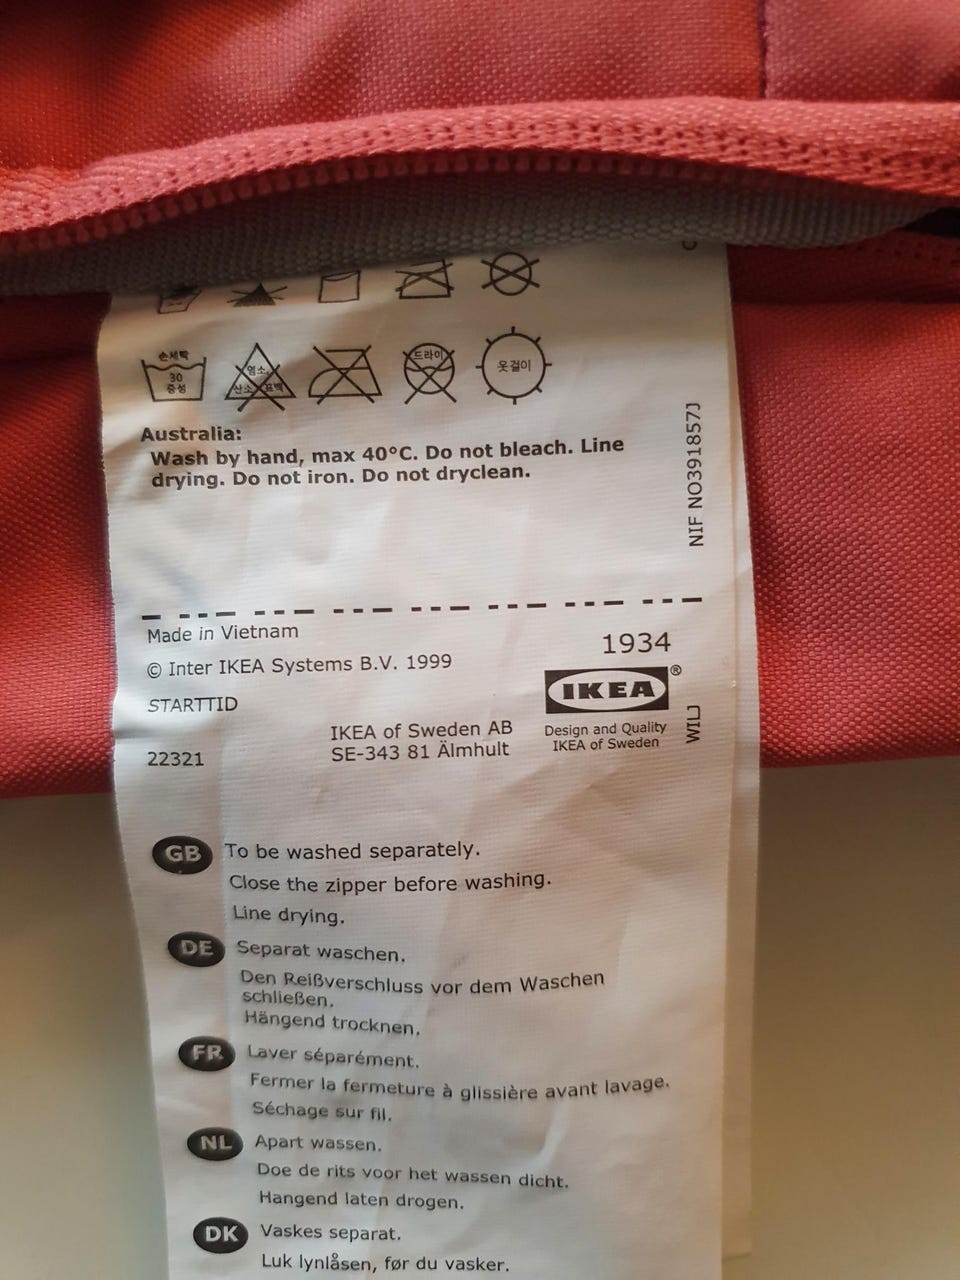 손세탁
30
중성
염소,
산소 표백
드라이
옷걸이
Australia:
Wash by hand, max 40°C. Do not bleach. Line
drying. Do not iron. Do not dryclean.
NIF NO391857J
Made in Vietnam
1934
© Inter IKEA Systems B.V. 1999
IKEA®
STARTTID
Design and Quality
IKEA of Sweden
WILJ
IKEA of Sweden AB
22321
SE-343 81 Älmhult
GB To be washed separately.
Close the zipper before washing.
Line drying.
DE Separat waschen.
Den Reißverschluss vor dem Waschen
schließen.
Hängend trocknen.
FR Laver séparément.
Fermer la fermeture à glissière avant lavage.
Séchage sur fil.
NL Apart wassen.
Doe de rits voor het wassen dicht.
Hangend laten drogen.
DK Vaskes separat.
Luk lynlåsen, før du vasker.